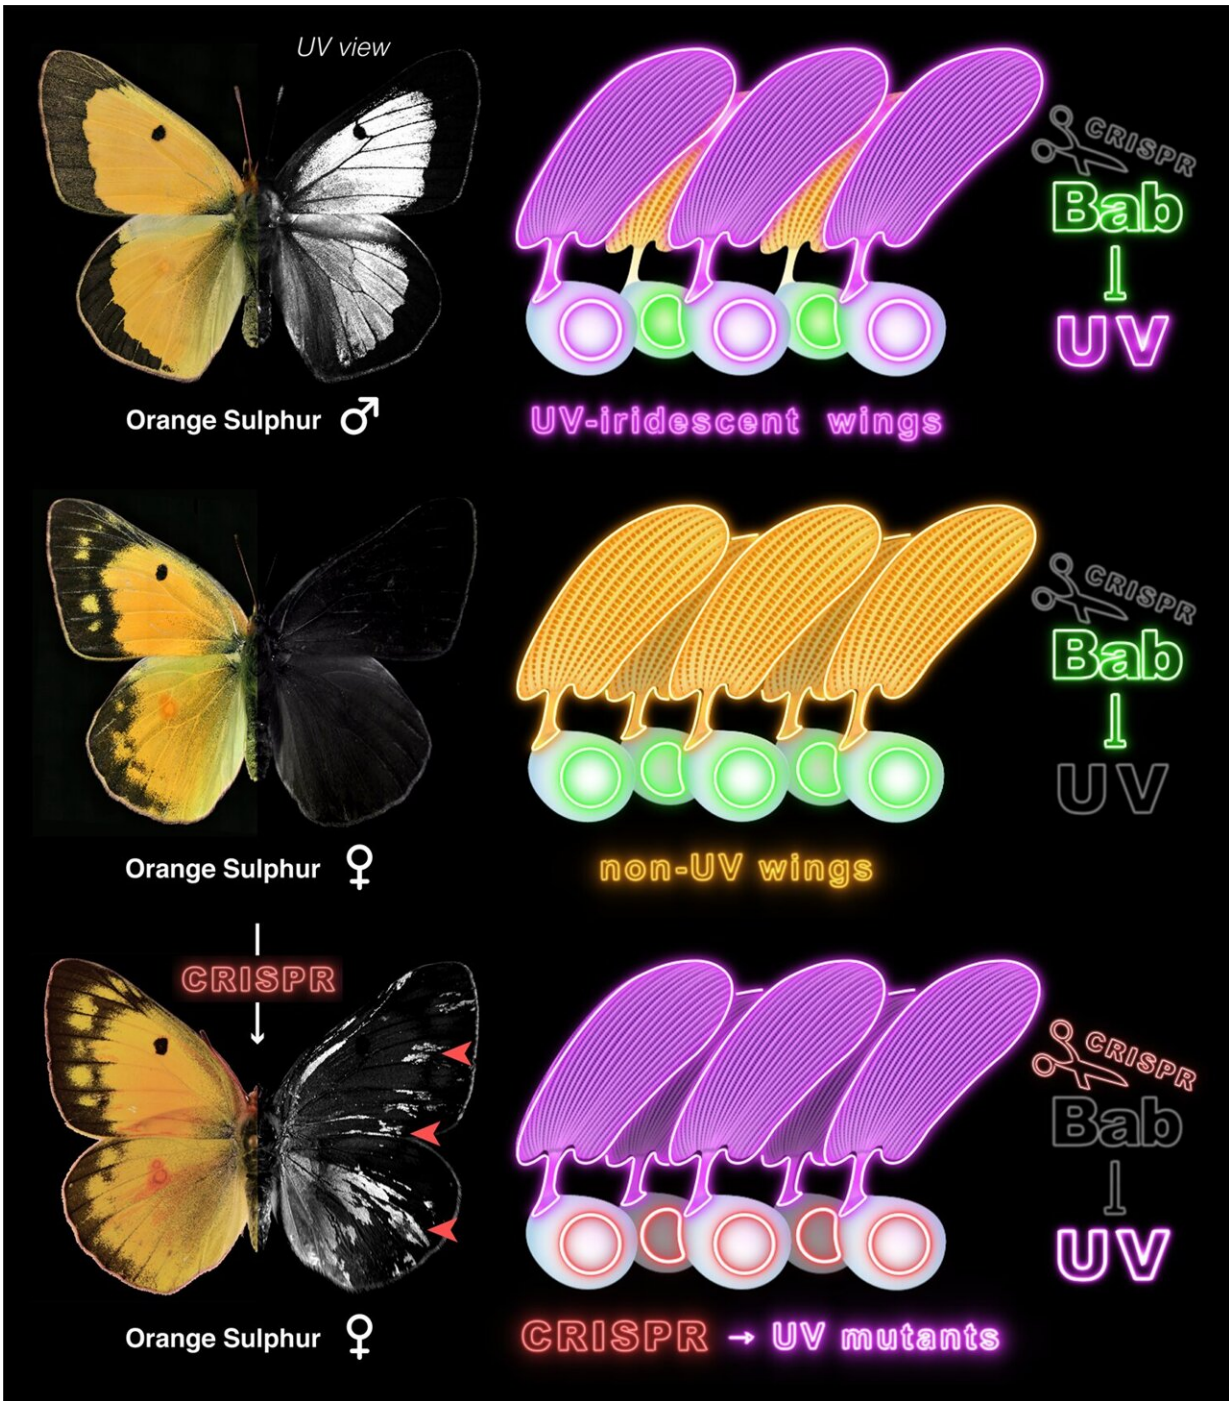 UV view
CRISPR
Bab
UV
Orange Sulphur ♂
UV-iridescent wings
CRISPR
Bab
UV
Orange Sulphur ♀
non-UV wings
CRISPR
CRISPR
Bab
UV
Orange Sulphur ♀
CRISPR → UV mutants